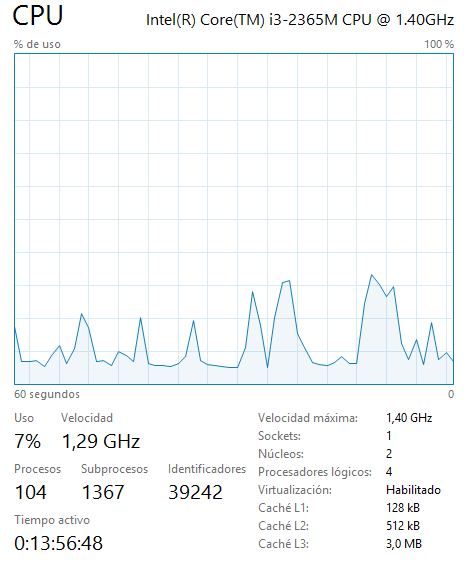 CPU
Intel(R) Core(TM) i3-2365M CPU @ 1.40GHz
% de uso
100 %
60 segundos
0
Uso
Velocidad
7%
1,29 GHz
Procesos
Subprocesos
Identificadores
104
1367
39242
Tiempo activo
0:13:56:48
Velocidad máxima: 1,40 GHz
Sockets: 1
Núcleos: 2
Procesadores lógicos: 4
Virtualización: Habilitado
Caché L1: 128 kB
Caché L2: 512 kB
Caché L3: 3,0 MB